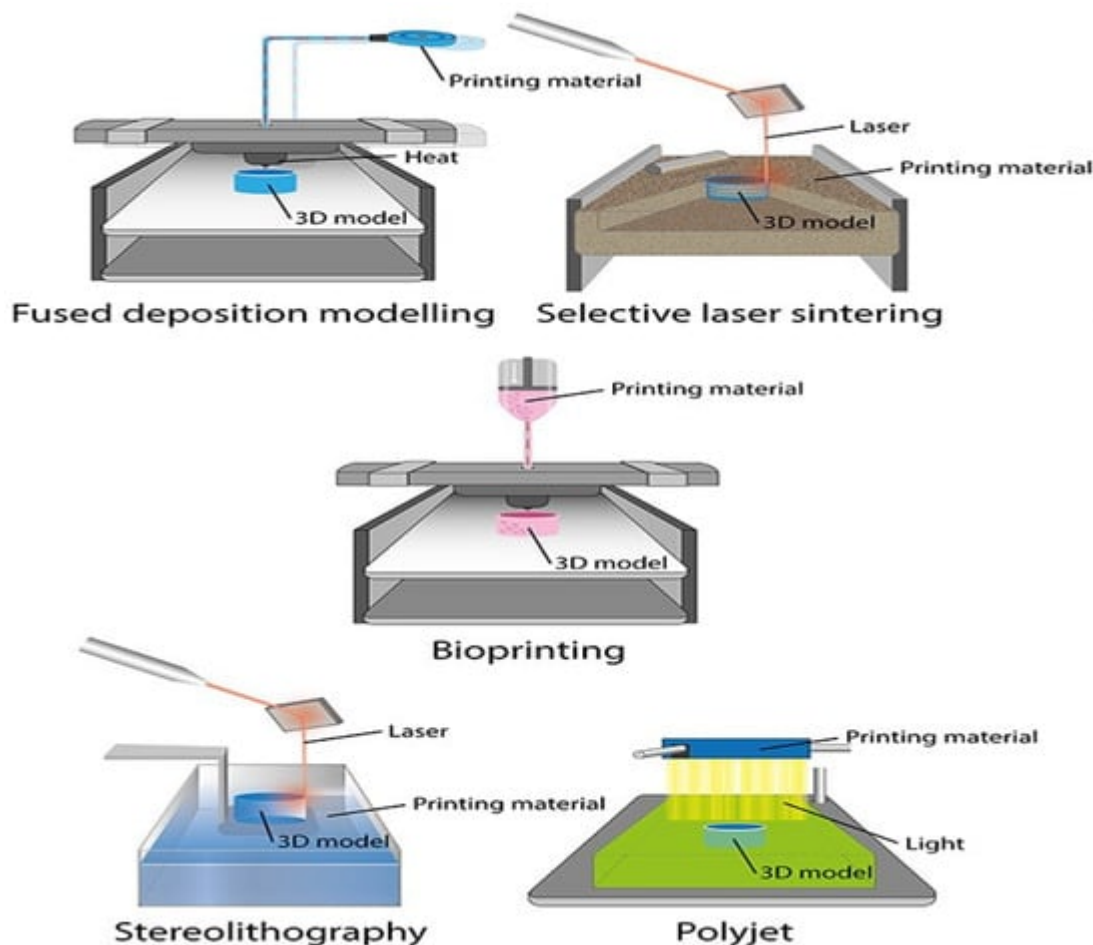 Printing material
Heat
3D model
Fused deposition modelling
Laser
Printing material
3D model
Selective laser sintering
Printing material
3D model
Bioprinting
Laser
Printing material
3D model
Stereolithography
Printing material
Light
3D model
Polyjet